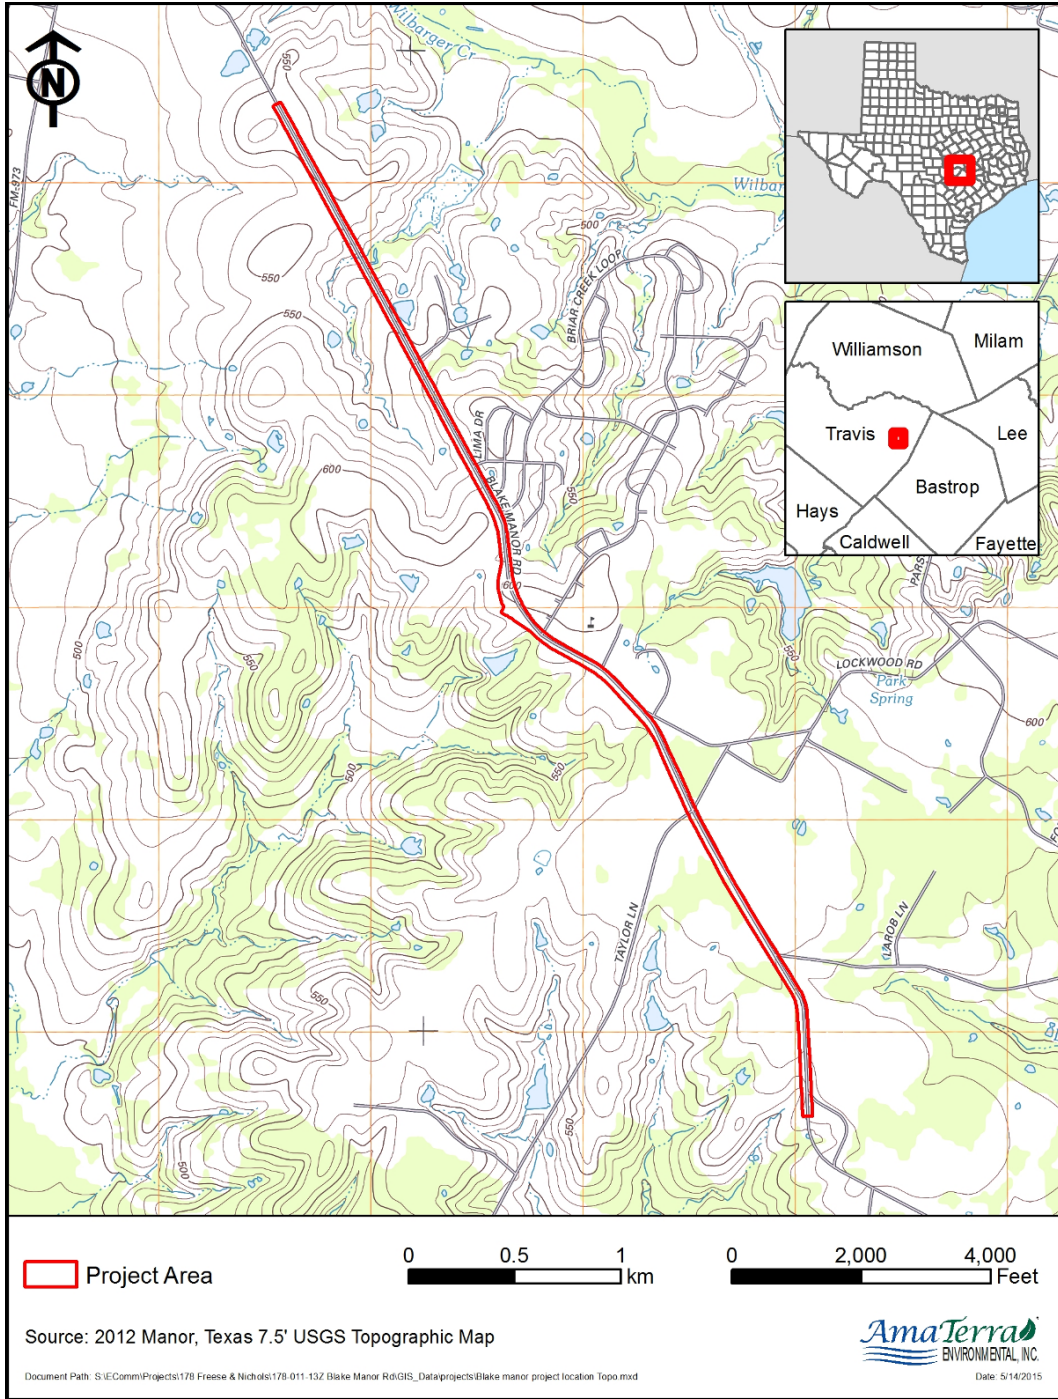 Wilbarger Cr
N
550
FM-973
Wilbar
500
BRIAR CREEK LOOP
550
550
LIMA DR
600
BLAKE MANOR RD
550
600
500
550
550
PARS
LOCKWOOD RD
Park
Spring
600
500
550
TAYLOR LN
LAROB LN
550
550
500
Williamson
Milam
Travis
Lee
Bastrop
Hays
Caldwell
Fayette
Project Area
0 0.5 1
km
0 2,000 4,000
Feet
Source: 2012 Manor, Texas 7.5' USGS Topographic Map
AmaTerra
ENVIRONMENTAL, INC.
Document Path: S:\EComm\Projects\178 Freese & Nichols\178-011-13Z Blake Manor Rd\GIS_Data\projects\Blake manor project location Topo.mxd
Date: 5/14/2015